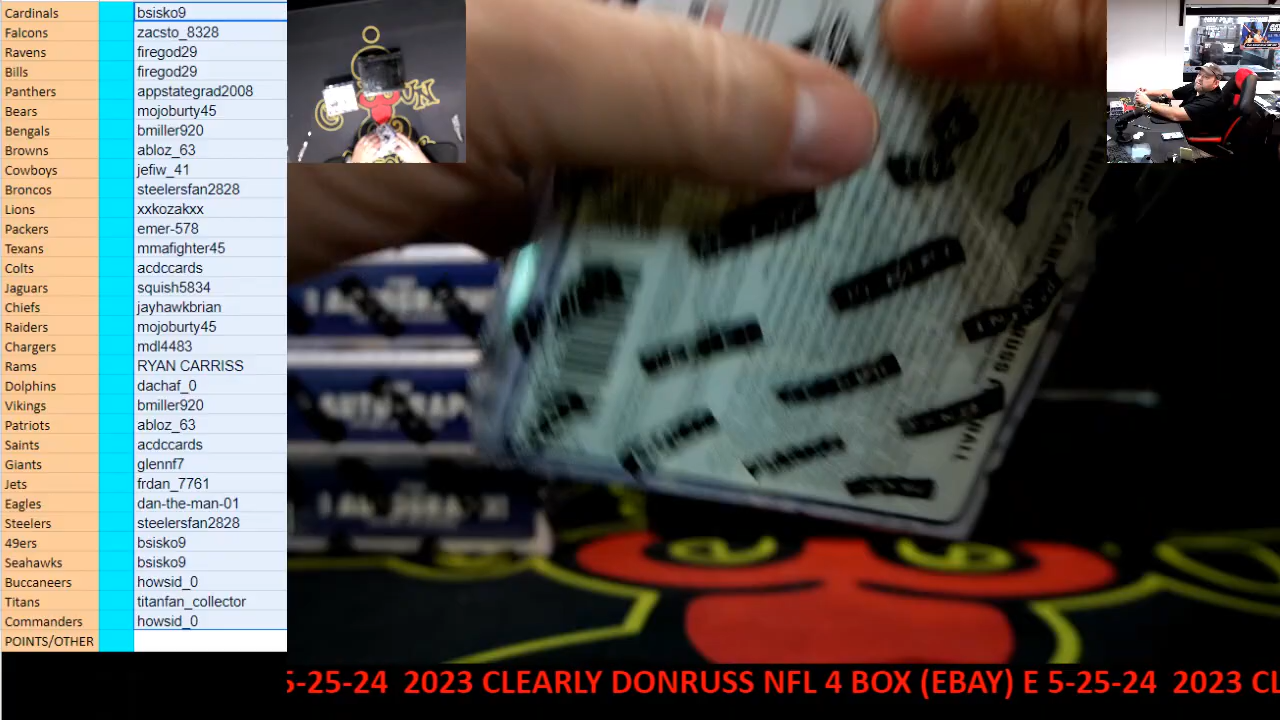 Cardinals bsisko9
Falcons zacsto_8328
Ravens firegod29
Bills firegod29
Panthers appstategrad2008
Bears mojoburty45
Bengals bmiller920
Browns abloz_63
Cowboys jefiw_41
Broncos steelersfan2828
Lions xxkozakxx
Packers emer-578
Texans mmafighter45
Colts acdccards
Jaguars squish5834
Chiefs jayhawkbrian
Raiders mojoburty45
Chargers mdl4483
Rams RYAN CARRISS
Dolphins dachaf_0
Vikings bmiller920
Patriots abloz_63
Saints acdccards
Giants glennf7
Jets frdan_7761
Eagles dan-the-man-01
Steelers steelersfan2828
49ers bsisko9
Seahawks bsisko9
Buccaneers howsid_0
Titans titanfan_collector
Commanders howsid_0
POINTS/OTHER
5-25-24 2023 CLEARLY DONRUSS NFL 4 BOX (EBAY) E 5-25-24 2023 CL